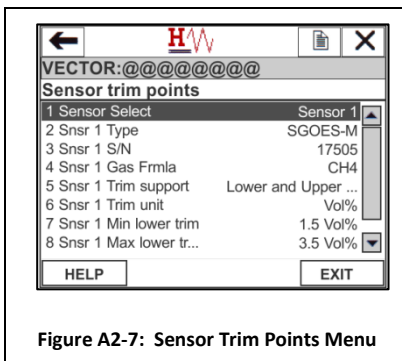 H
VECTOR:@@@@@@@@
Sensor trim points
1 Sensor Select Sensor 1
2 Snsr 1 Type SGOES-M
3 Snsr 1 S/N 17505
4 Snsr 1 Gas Frmla CH4
5 Snsr 1 Trim support Lower and Upper ...
6 Snsr 1 Trim unit Vol%
7 Snsr 1 Min lower trim 1.5 Vol%
8 Snsr 1 Max lower tr... 3.5 Vol%
HELP EXIT
Figure A2-7: Sensor Trim Points Menu